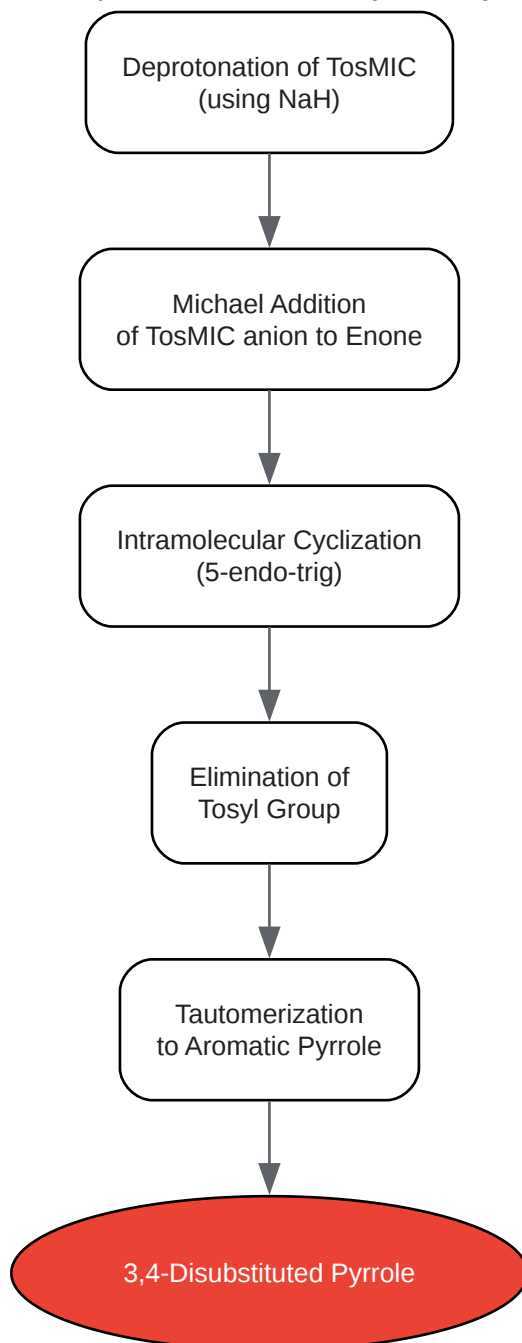 Deprotonation of TosMIC
(using NaH)
Michael Addition
of TosMIC anion to Enone
Intramolecular Cyclization
(5-endo-trig)
Elimination of
Tosyl Group
Tautomerization
to Aromatic Pyrrole
3,4-Disubstituted Pyrrole